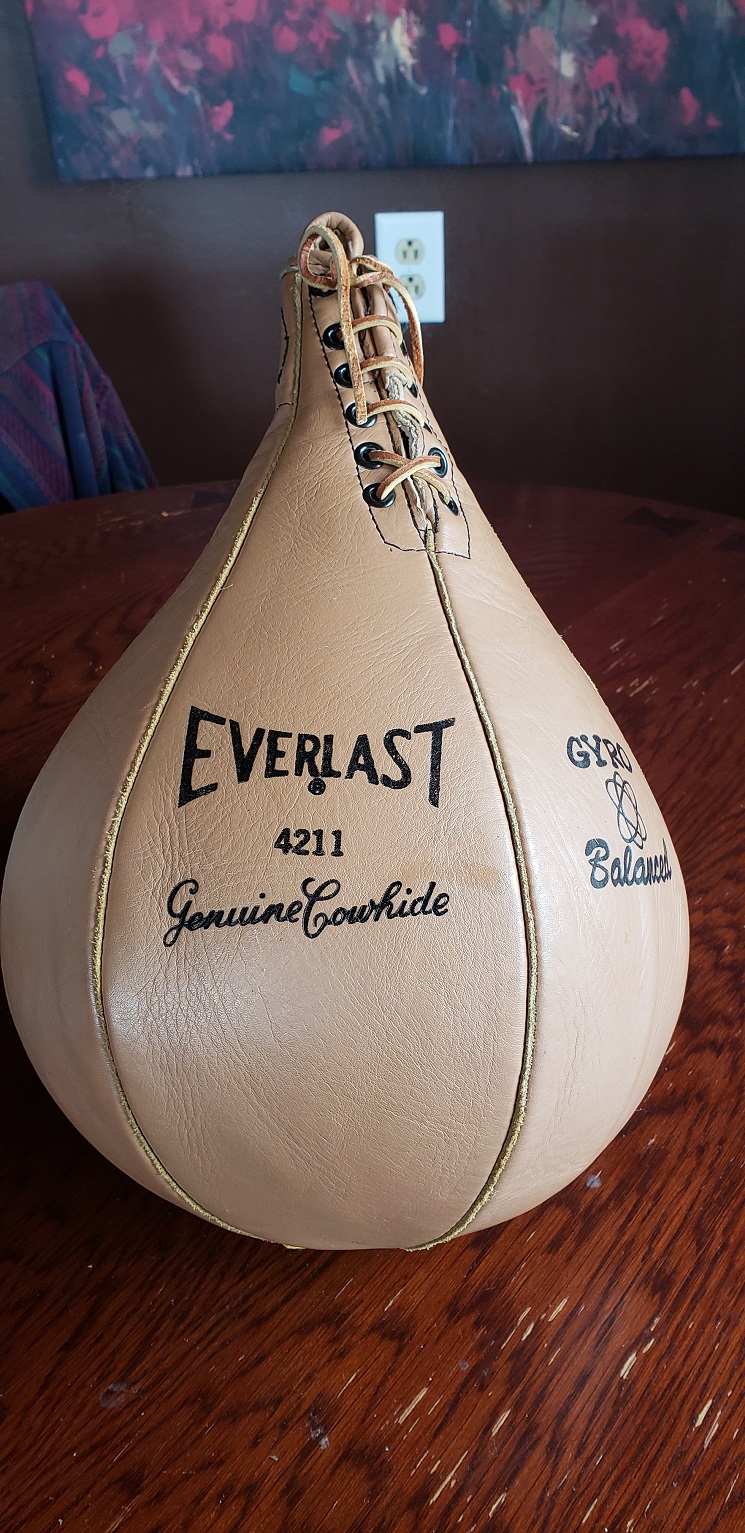 EVERLAST
®
4211
Genuine Cowhide
GYRO
Balanced